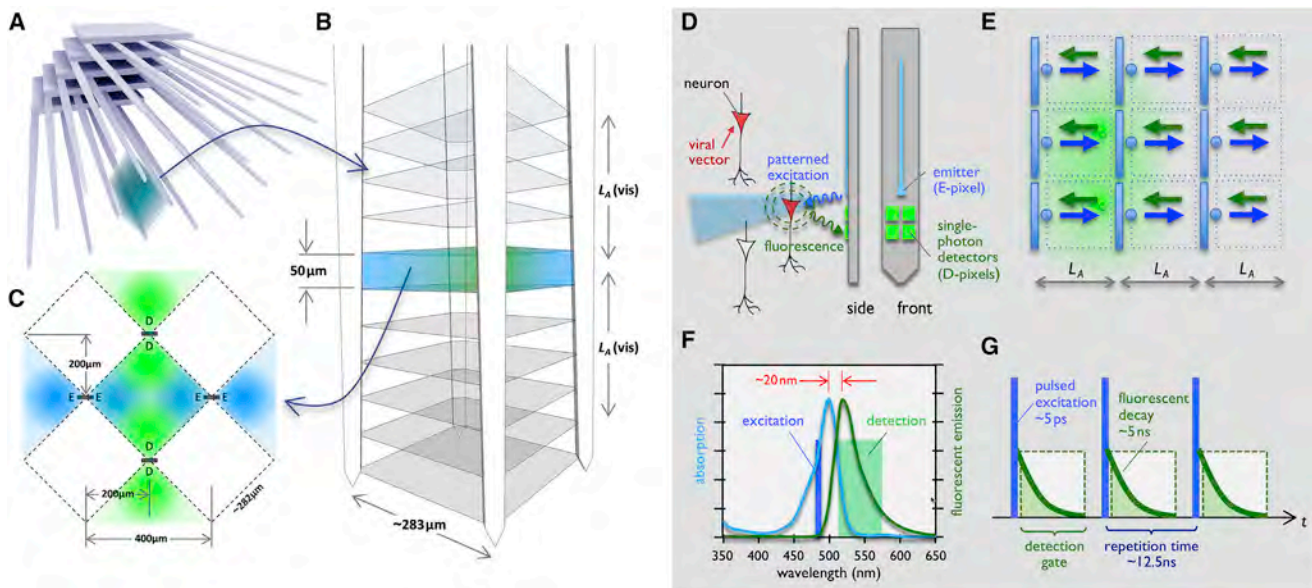 A
B
L_A (vis)
50μm
L_A (vis)
~283μm
C
D
D
200μm
E
E
E
E
D
D
200μm
400μm
~282μm
D
neuron
viral
vector
patterned
excitation
fluorescence
emitter
(E-pixel)
single-
photon
detectors
(D-pixels)
side
front
E
L_A
L_A
L_A
F
~20nm
excitation
detection
absorption
fluorescent emission
350 400 450 500 550 600 650
wavelength (nm)
G
pulsed
excitation
~5ps
fluorescent
decay
~5ns
t
detection
gate
repetition time
~12.5ns